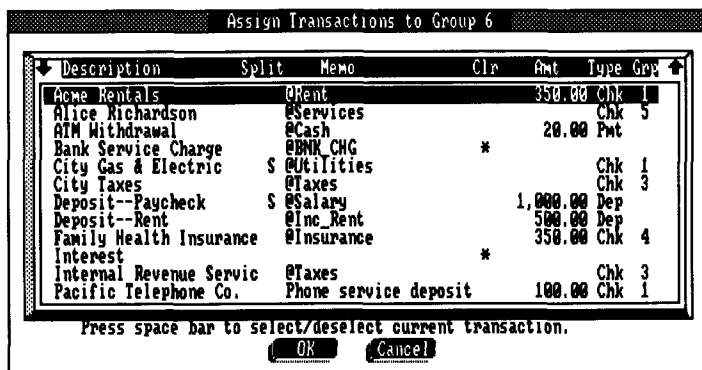 Assign Transactions to Group 6
Description Split Memo Clr Amt Type Grp
Acme Rentals @Rent 350.00 Chk 1
Alice Richardson @Services Chk 5
ATM Withdrawal @Cash 20.00 Pmt
Bank Service Charge @BNK_CHG *
City Gas & Electric S @Utilities Chk 1
City Taxes @Taxes Chk 3
Deposit--Paycheck S @Salary 1,000.00 Dep
Deposit--Rent @Inc_Rent 500.00 Dep
Family Health Insurance @Insurance 350.00 Chk 4
Interest *
Internal Revenue Servic @Taxes Chk 3
Pacific Telephone Co. Phone service deposit 100.00 Chk 1
Press space bar to select/deselect current transaction.
OK Cancel